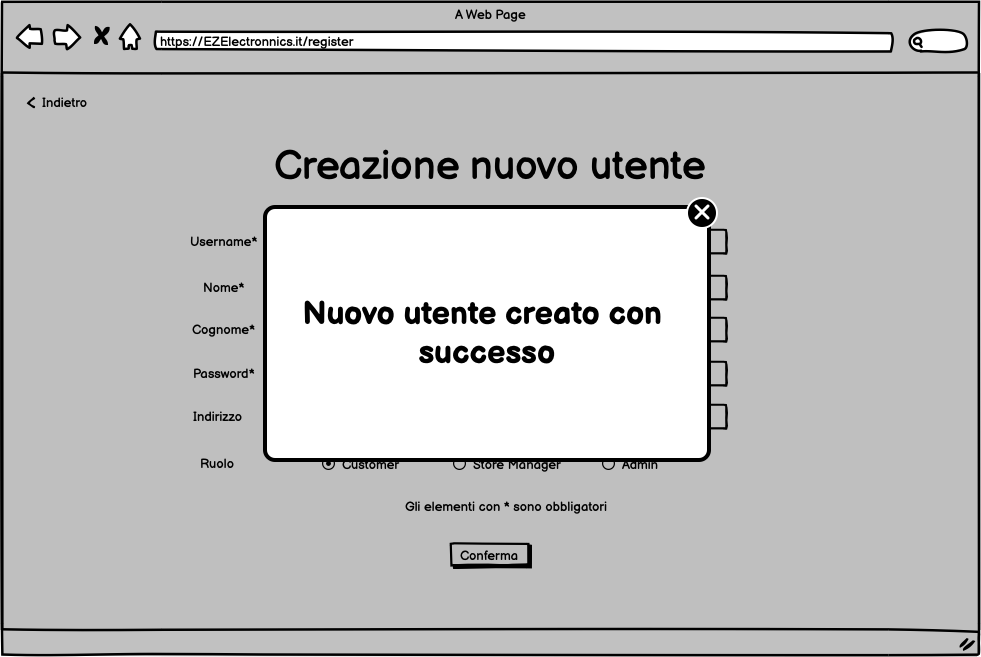 A Web Page
https://EZElectronnics.it/register
Indietro
Creazione nuovo utente
Username*
Nome*
Nuovo utente creato con
successo
Cognome*
Password*
Indirizzo
Ruolo Customer Store Manager Admin
Gli elementi con * sono obbligatori
Conferma